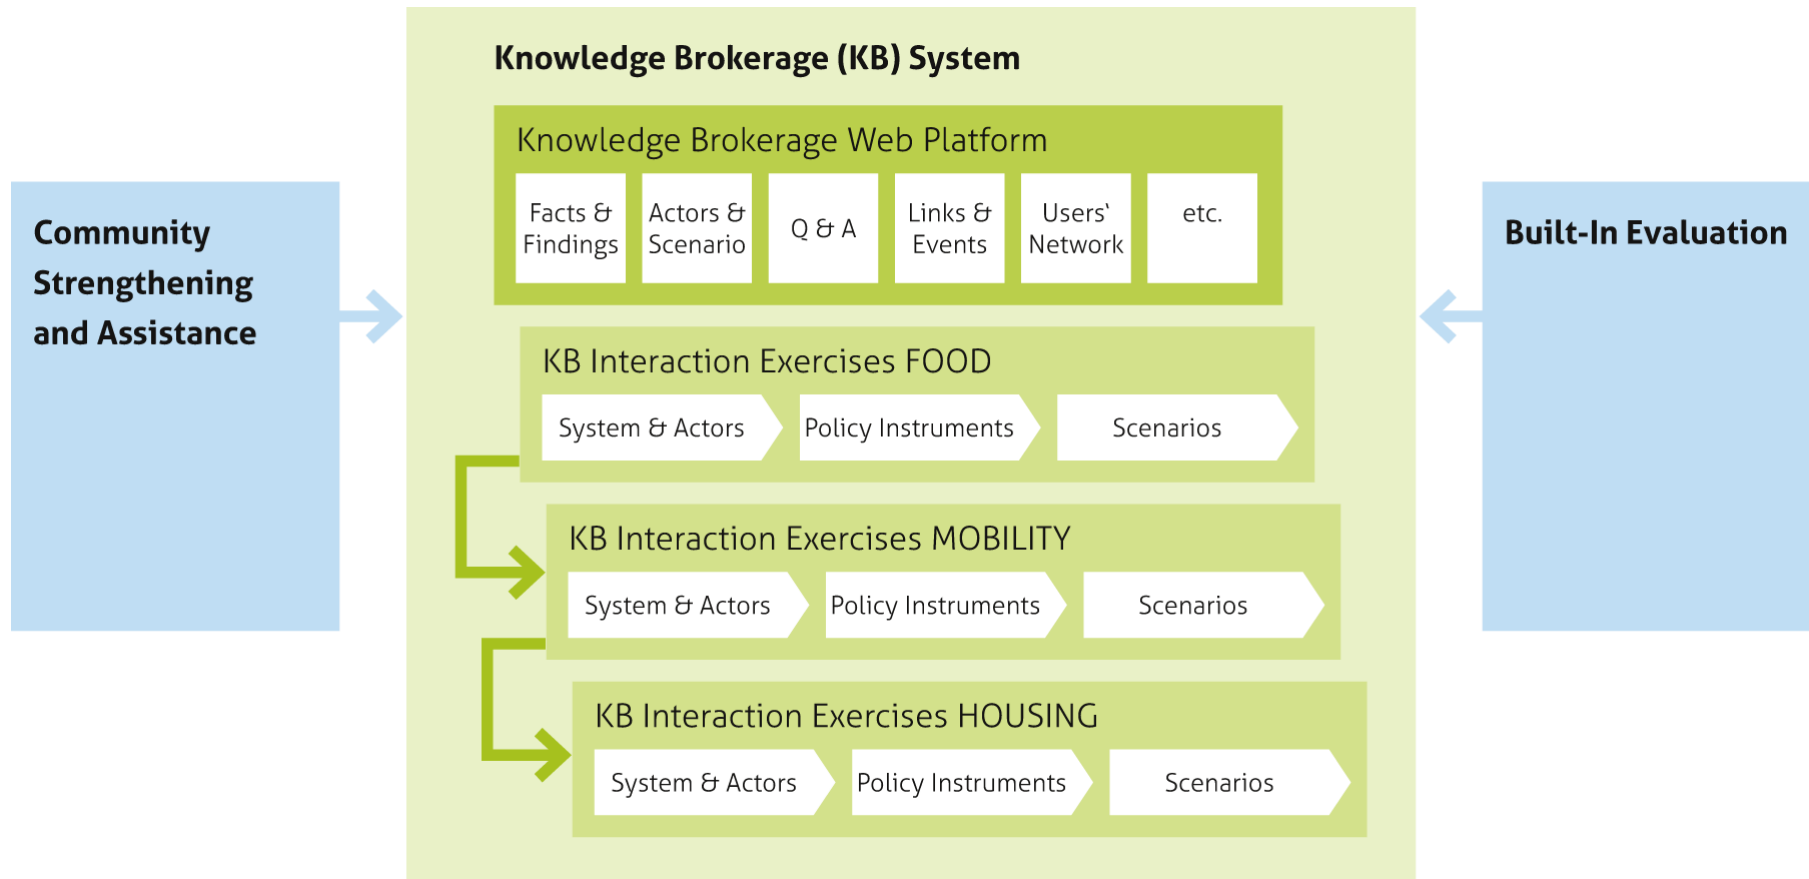 Knowledge Brokerage (KB) System
Knowledge Brokerage Web Platform
Facts &
Findings
Actors &
Scenario
Q & A
Links &
Events
Users‘
Network
etc.
Community
Strengthening
and Assistance
Built-In Evaluation
KB Interaction Exercises FOOD
System & Actors
Policy Instruments
Scenarios
KB Interaction Exercises MOBILITY
System & Actors
Policy Instruments
Scenarios
KB Interaction Exercises HOUSING
System & Actors
Policy Instruments
Scenarios